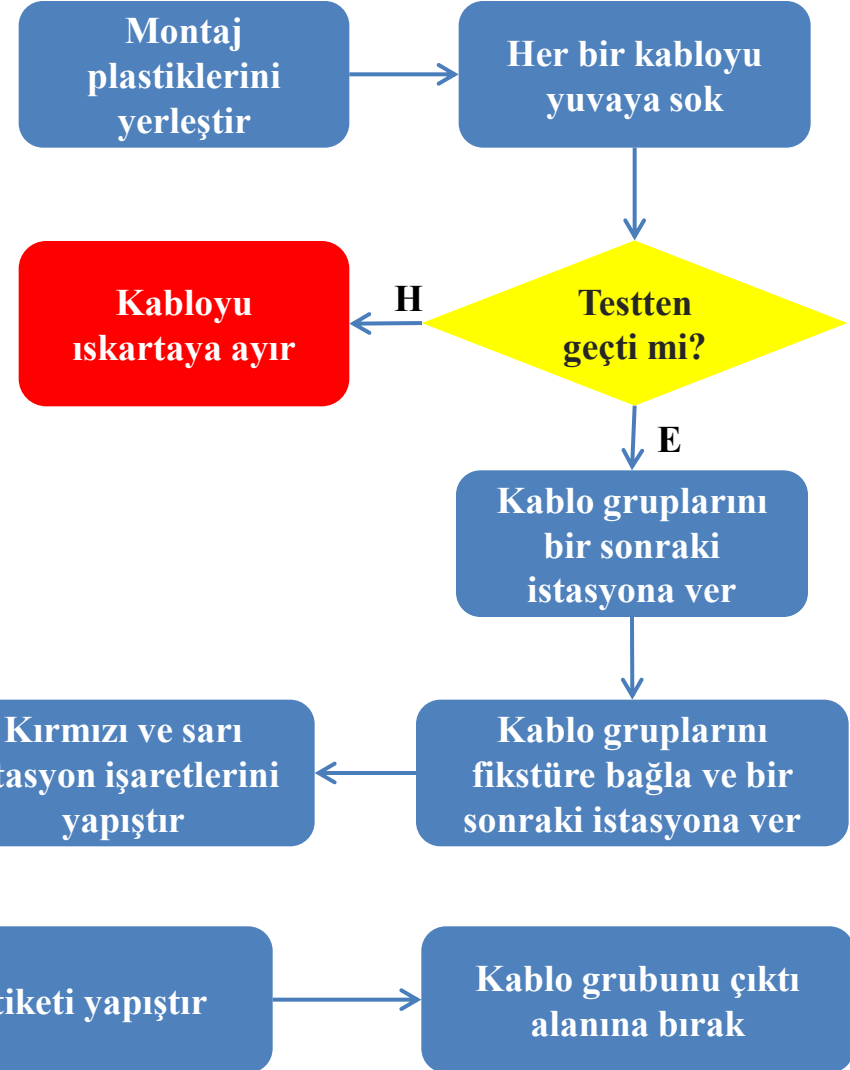 Montaj
plastiklerini
yerleştir
Her bir kabloyu
yuvaya sok
Kabloyu
ıskartaya ayır
H
Testten
geçti mi?
E
Kablo gruplarını
bir sonraki
istasyona ver
Kırmızı ve sarı
işaretlerini
yapıştır
Kablo gruplarını
fikstüre bağla ve bir
sonraki istasyona ver
yapıştır
Kablo grubunu çıktı
alanına bırak